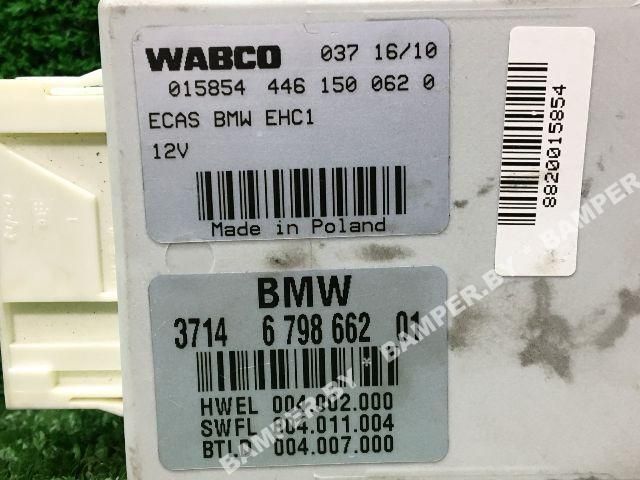 WABCO 037 16/10
015854 446 150 062 0
ECAS BMW EHC1
12V
Made in Poland
8820015854
BMW
3714 6 798 662 01
HWEL 004.002.000
SWFL 004.011.004
BTLD 004.007.000
BAMPER.BY * BAMPER.BY * BAMPER.BY